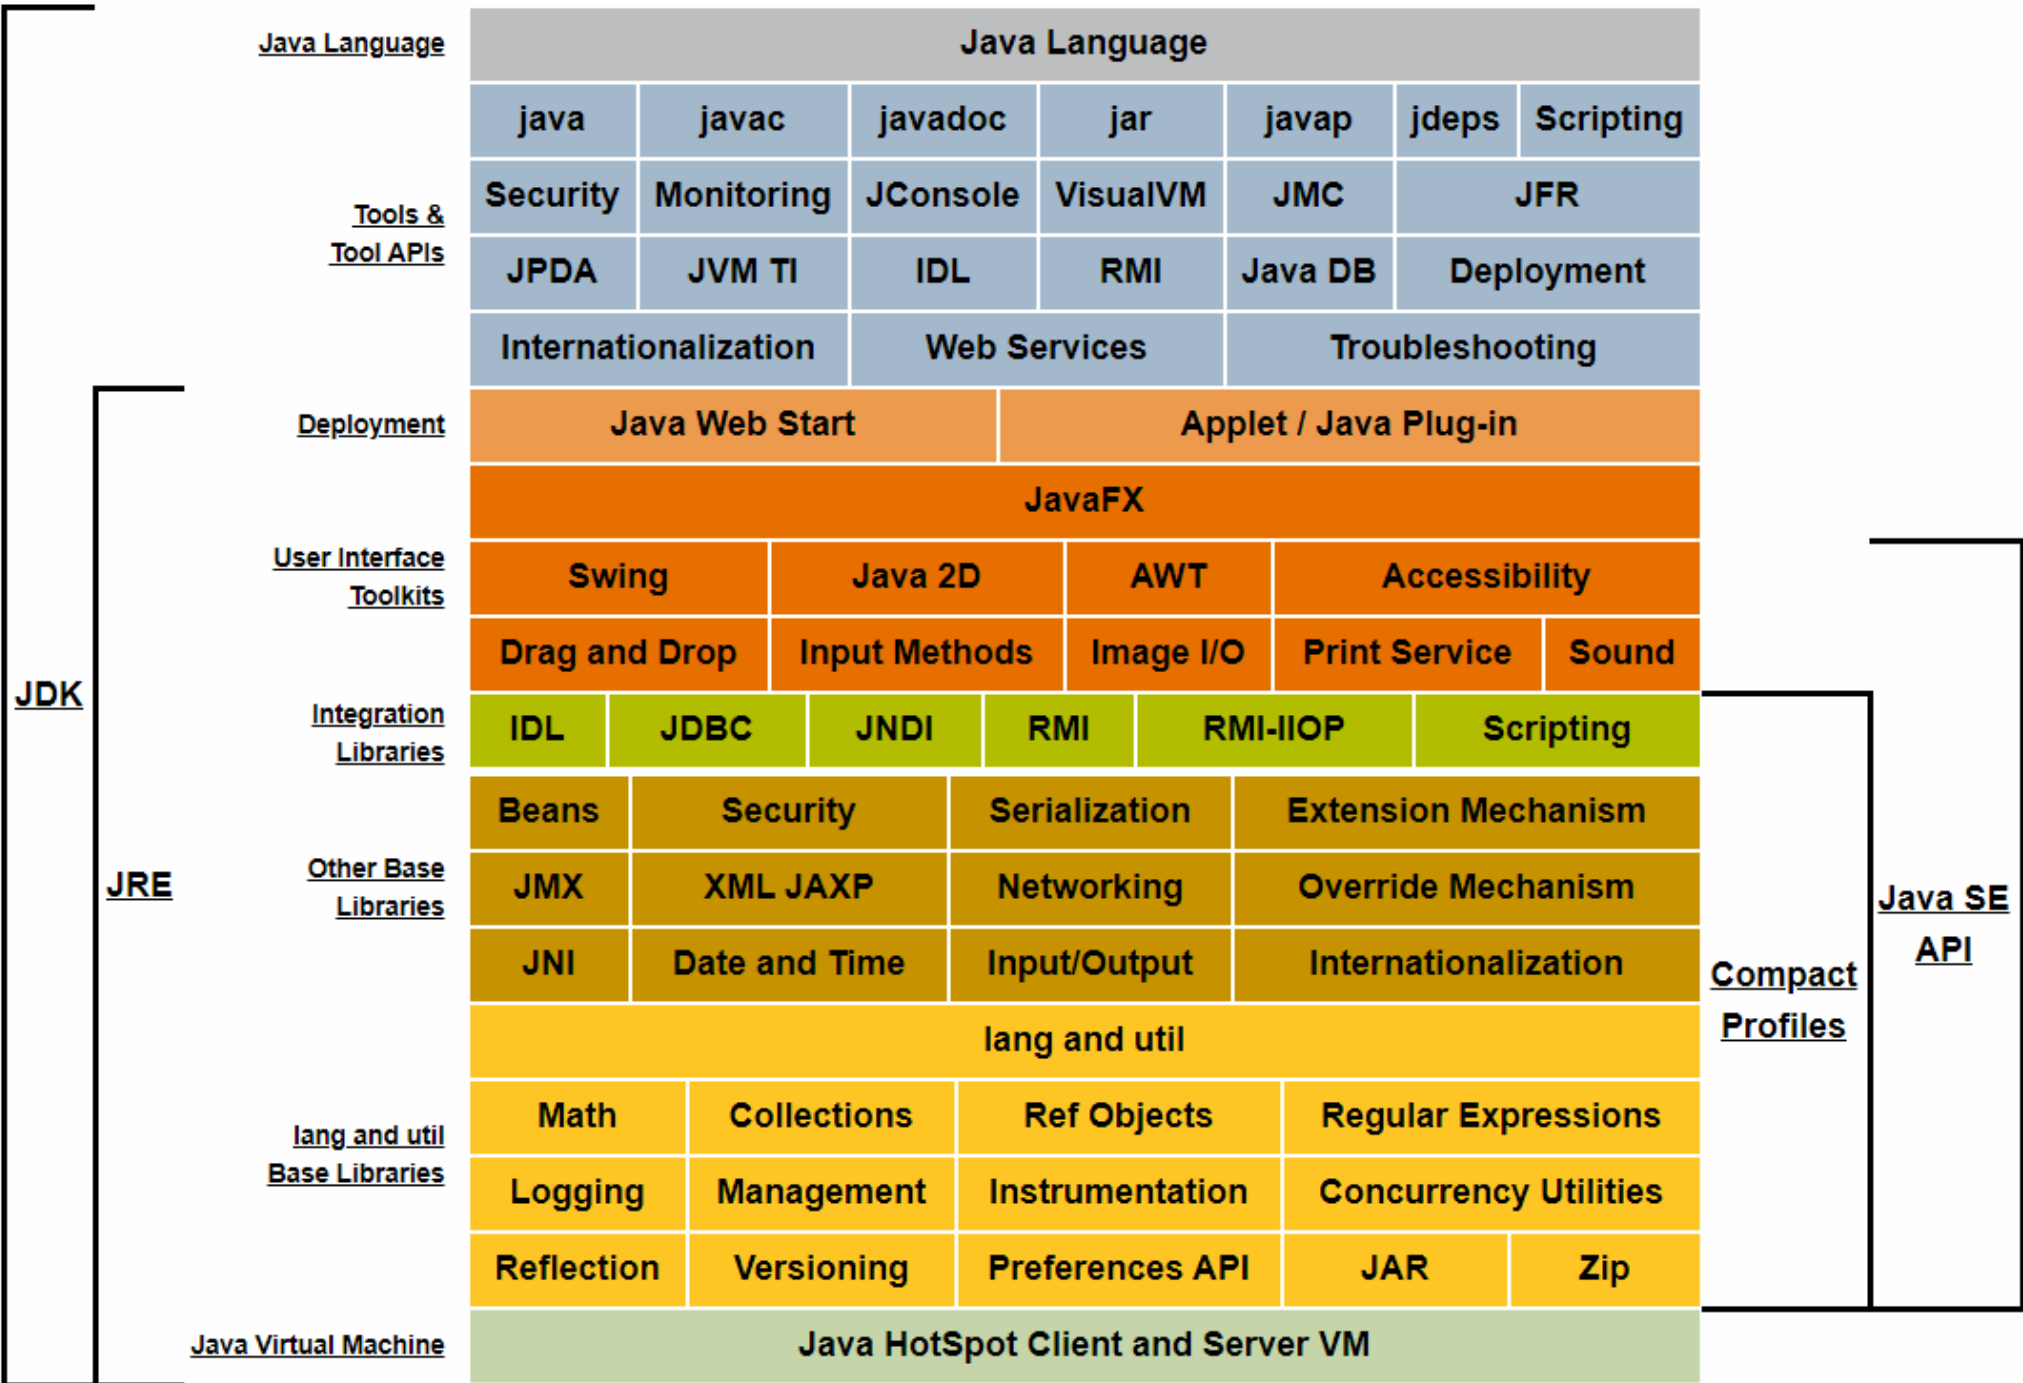 Java Language
Java Language
java javac javadoc jar javap jdeps Scripting
Security Monitoring JConsole VisualVM JMC JFR
Tools &
Tool APIs
JPDA JVM TI IDL RMI Java DB Deployment
Internationalization Web Services Troubleshooting
Deployment
Java Web Start Applet / Java Plug-in
JavaFX
User Interface
Toolkits
Swing Java 2D AWT Accessibility
Drag and Drop Input Methods Image I/O Print Service Sound
JDK
Integration
Libraries
IDL JDBC JNDI RMI RMI-IIOP Scripting
Beans Security Serialization Extension Mechanism
JRE
Other Base
Libraries
JMX XML JAXP Networking Override Mechanism
Java SE
API
JNI Date and Time Input/Output Internationalization
Compact
Profiles
lang and util
lang and util
Base Libraries
Math Collections Ref Objects Regular Expressions
Logging Management Instrumentation Concurrency Utilities
Reflection Versioning Preferences API JAR Zip
Java Virtual Machine
Java HotSpot Client and Server VM